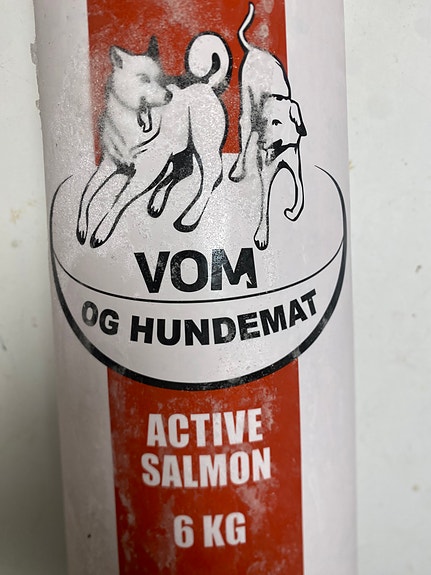 VOM
OG HUNDEMAT
ACTIVE
SALMON
6 KG